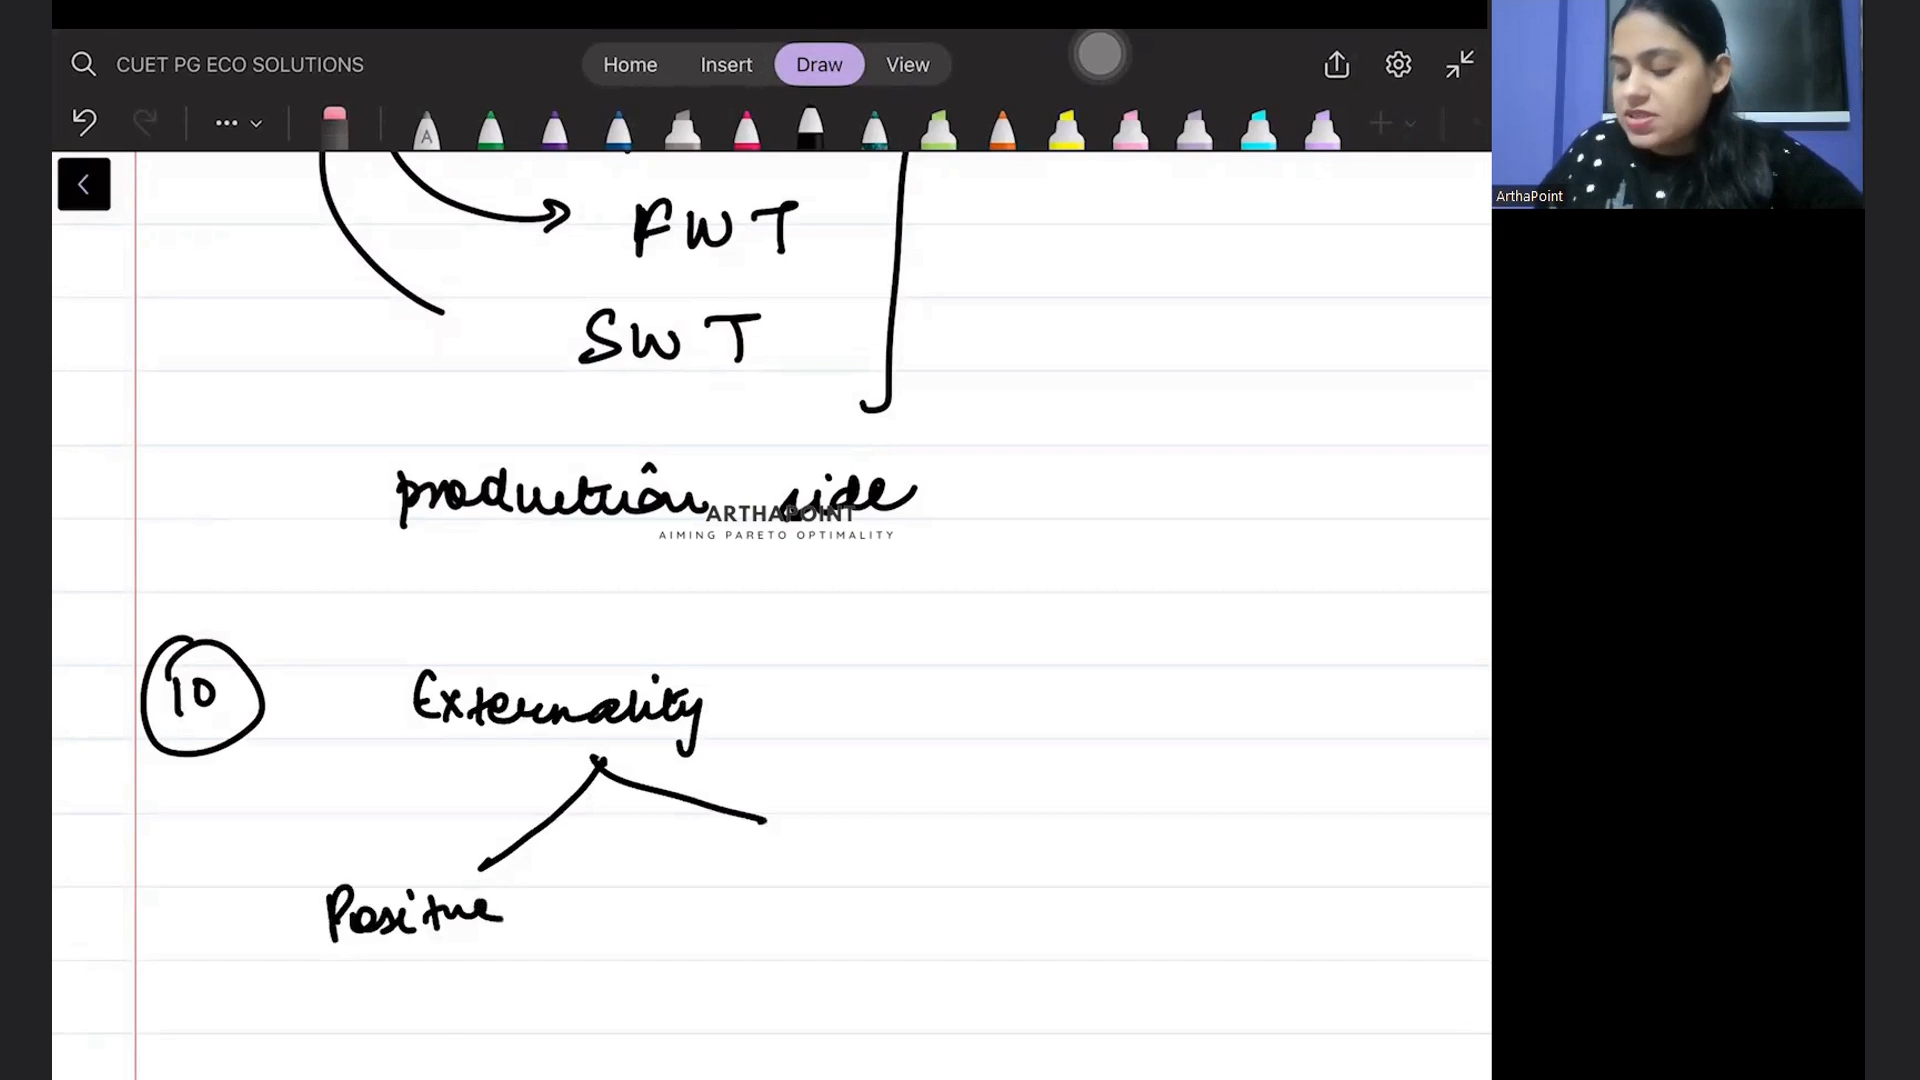 CUET PG ECO SOLUTIONS
Home Insert Draw View
A
ArthaPoint
FWT
SWT
production side
ARTHAPOINT
AIMING PARETO OPTIMALITY
10 Externality
Positive